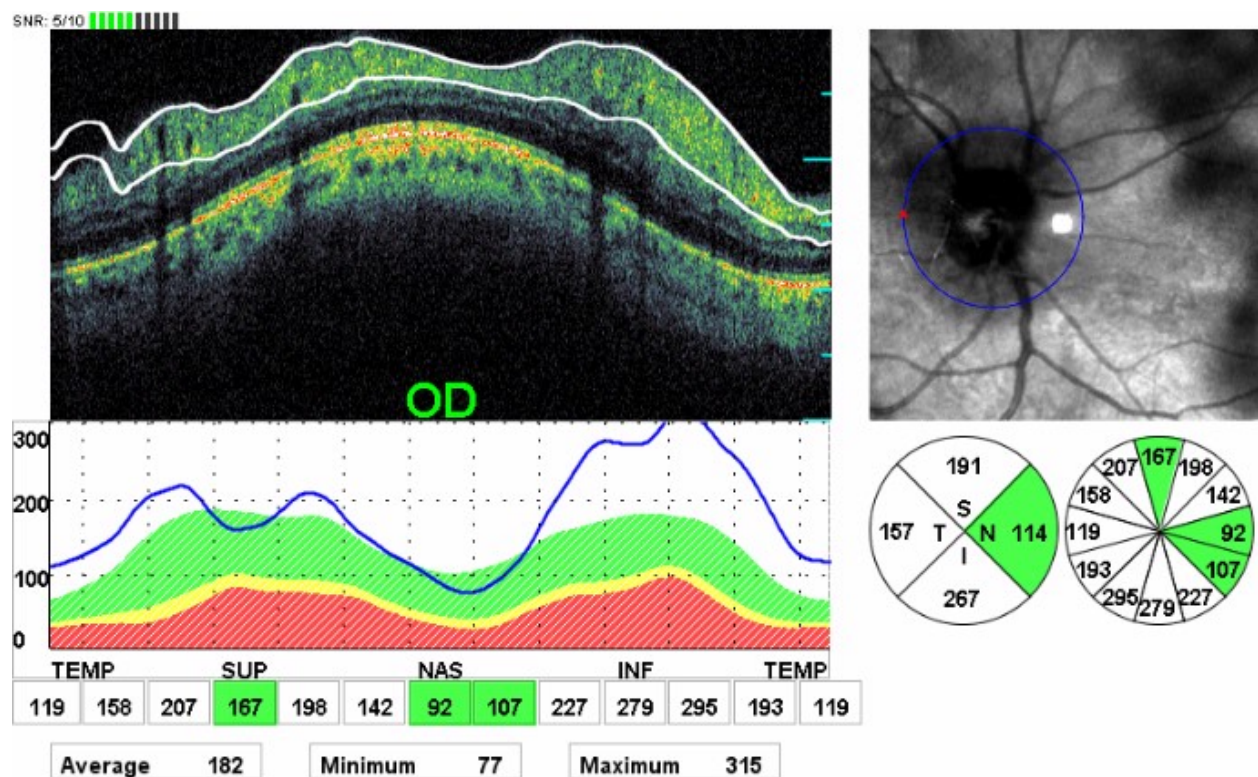 SNR: 5/10
OD
300
200
100
0
TEMP SUP NAS INF TEMP
119 158 207 167 198 142 92 107 227 279 295 193 119
Average 182 Minimum 77 Maximum 315
191
S
157 T N 114
I
267
167
207 198
158 142
119 92
193 107
295 227
279